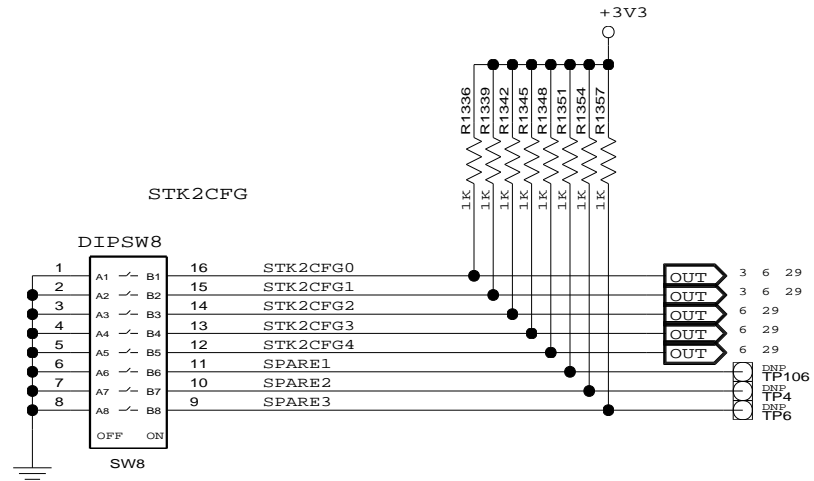 +3V3
R1336
R1339
R1342
R1345
R1348
R1351
R1354
R1357
1K
1K
1K
1K
1K
1K
1K
1K
STK2CFG
DIPSW8
1 A1 B1 16 STK2CFG0 OUT 3 6 29
2 A2 B2 15 STK2CFG1 OUT 3 6 29
3 A3 B3 14 STK2CFG2 OUT 6 29
4 A4 B4 13 STK2CFG3 OUT 6 29
5 A5 B5 12 STK2CFG4 OUT 6 29
6 A6 B6 11 SPARE1 DNP
TP106
7 A7 B7 10 SPARE2 DNP
TP4
8 A8 B8 9 SPARE3 DNP
TP6
OFF ON
SW8